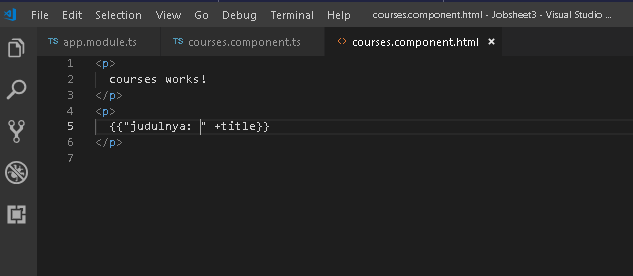 File Edit Selection View Go Debug Terminal Help courses.component.html - Jobsheet3 - Visual Studio ...
TS app.module.ts TS courses.component.ts <> courses.component.html ×
1 <p>
2 courses works!
3 </p>
4 <p>
5 {{"judulnya: " +title}}
6 </p>
7